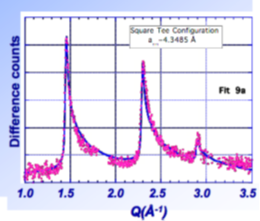 Square Tee Configuration
a -4.3485 Å
Fit 9a
Difference counts
1.0 1.5 2.0 2.5 3.0 3.5
Q(Å-¹)